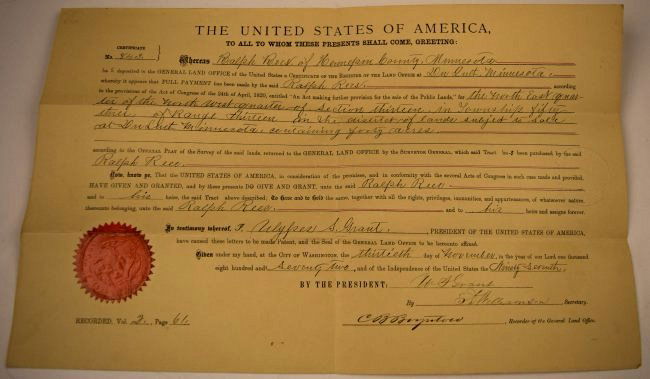 THE UNITED STATES OF AMERICA,
TO ALL TO WHOM THESE PRESENTS SHALL COME, GREETING:
CERTIFICATE
No. Whereas Ralph Rees of Hennepin County, Minnesota
ha s deposited in the GENERAL LAND OFFICE of the United States a CERTIFICATE OF THE REGISTER OF THE LAND OFFICE AT Du Luth Minnesota
whereby it appears that FULL PAYMENT has been made by the said Ralph Rees according
to the provisions of the Act of Congress of the 24th of April, 1820, entitled "An Act making further provision for the sale of the Public Lands," for the North East quar
ter of the North West quarter of Section thirteen in Township fifty
three, of Range thirteen in the district of lands subject to sale
at Du Luth Minnesota, containing forty acres.
according to the OFFICIAL PLAT of the Survey of the said lands, returned to the GENERAL LAND OFFICE by the SURVEYOR GENERAL, which said Tract ha s been purchased by the said
Ralph Rees.
Now know ye, That the UNITED STATES OF AMERICA, in consideration of the premises, and in conformity with the several Acts of Congress in such case made and provided,
HAVE GIVEN AND GRANTED, and by these presents DO GIVE AND GRANT, unto the said Ralph Rees
and to his heirs, the said Tract above described; To have and to hold the same, together with all the rights, privileges, immunities, and appurtenances, of whatsoever nature,
thereunto belonging, unto the said Ralph Rees and to his heirs and assigns forever.
In testimony whereof I, Ulysses S. Grant, PRESIDENT OF THE UNITED STATES OF AMERICA,
have caused these letters to be made Patent, and the Seal of the GENERAL LAND OFFICE to be hereunto affixed.
Given under my hand, at the CITY OF WASHINGTON, the thirtieth day of November, in the year of our Lord one thousand
eight hundred and Seventy two, and of the Independence of the United States the Ninety Seventh.
BY THE PRESIDENT: U. S. Grant
By Secretary.
Recorder of the General Land Office.
RECORDED, Vol. 2, Page 61.